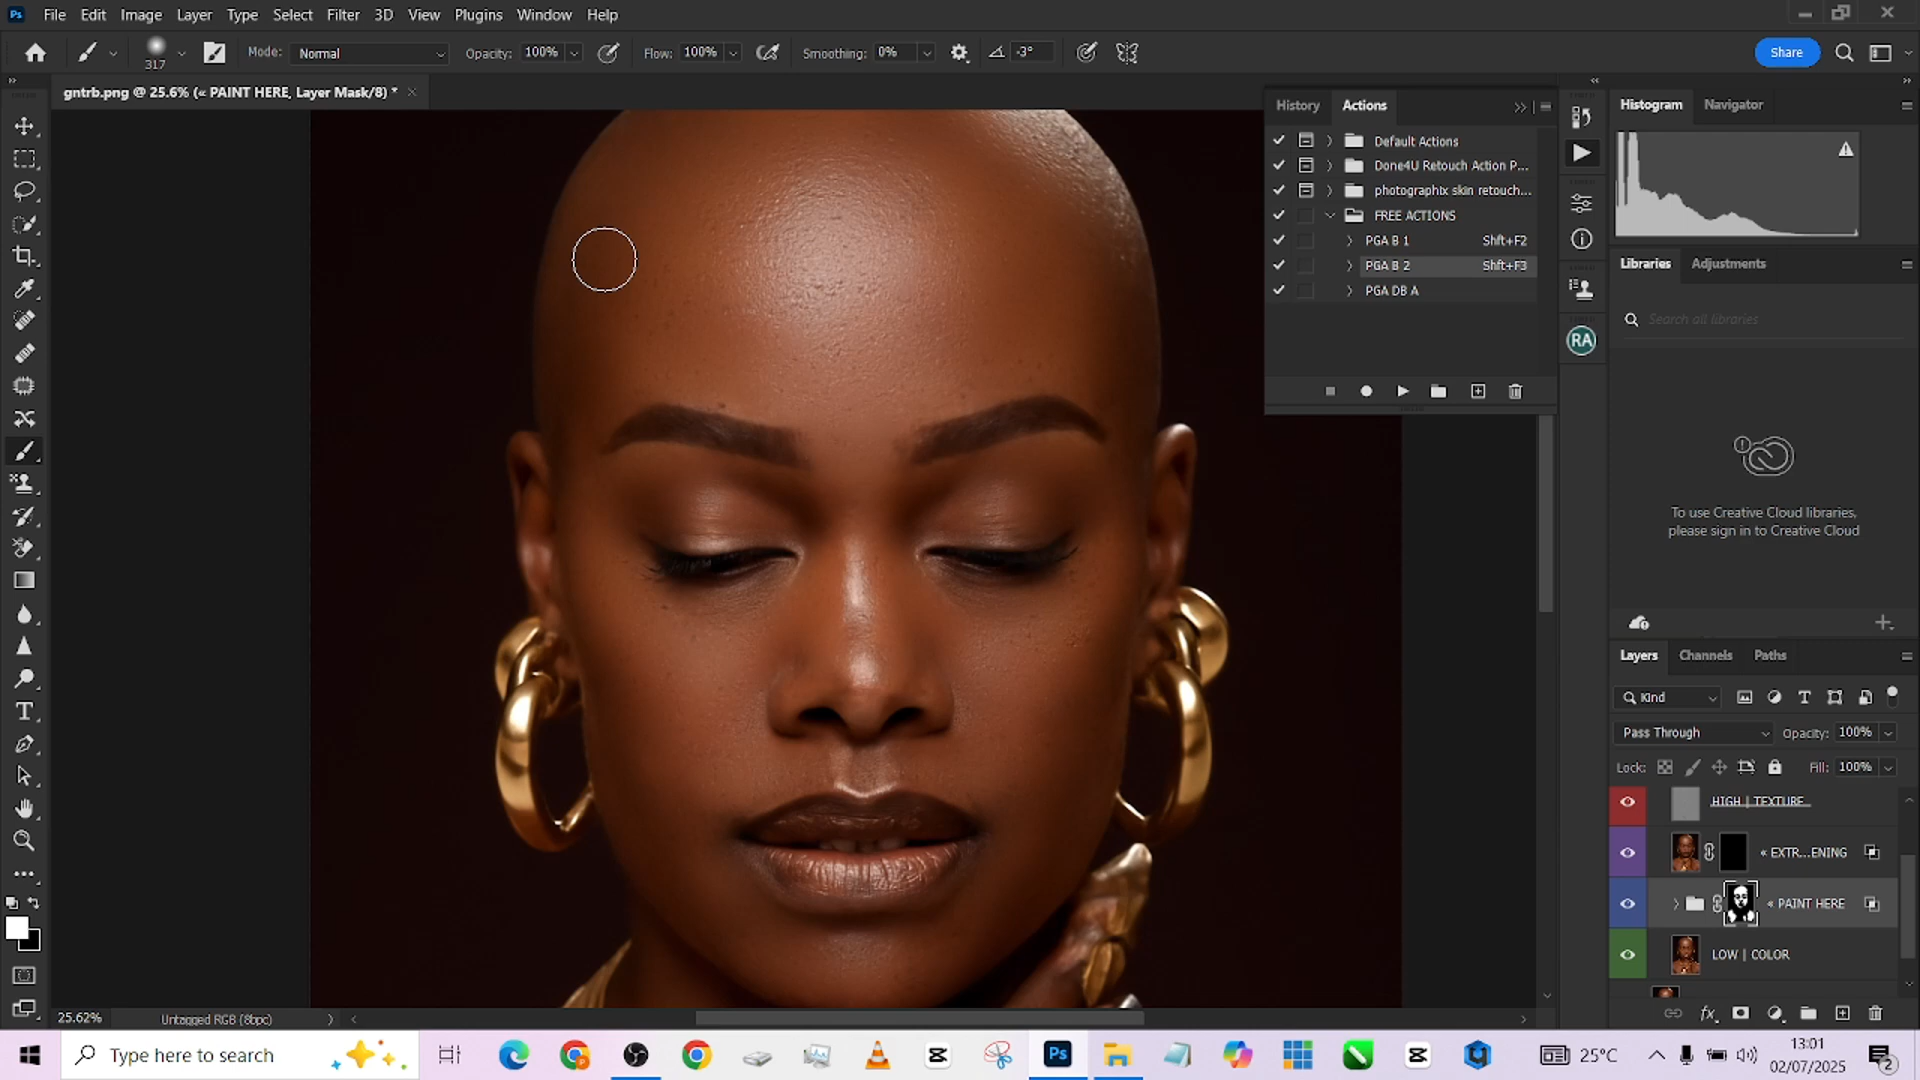 Ps File Edit Image Layer Type Select Filter 3D View Plugins Window Help
317 Mode: Normal Opacity: 100% Flow: 100% Smoothing: 0% -3° Share
gntrb.png @ 25.6% (« PAINT HERE, Layer Mask/8) *
History Actions
Default Actions
Done4U Retouch Action P...
photographix skin retouch...
FREE ACTIONS
PGA B 1 Shft+F2
PGA B 2 Shft+F3
PGA DB A
RA
Histogram Navigator
Libraries Adjustments
Search all libraries
To use Creative Cloud libraries,
please sign in to Creative Cloud
Layers Channels Paths
Kind
Pass Through Opacity: 100%
Lock: Fill: 100%
HIGH | TEXTURE
« EXTR...ENING
« PAINT HERE
LOW | COLOR
25.62% Untagged RGB (8bpc)
Type here to search
Ps
25°C
13:01
02/07/2025
2